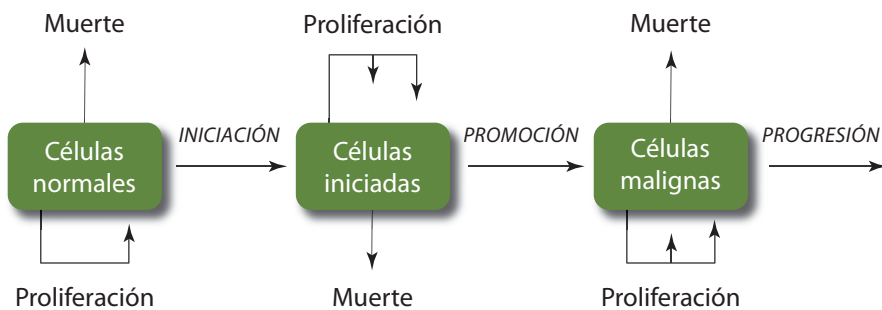 Muerte
Proliferación
Muerte
Células
normales
INICIACIÓN
Células
iniciadas
PROMOCIÓN
Células
malignas
PROGRESIÓN
Proliferación
Muerte
Proliferación